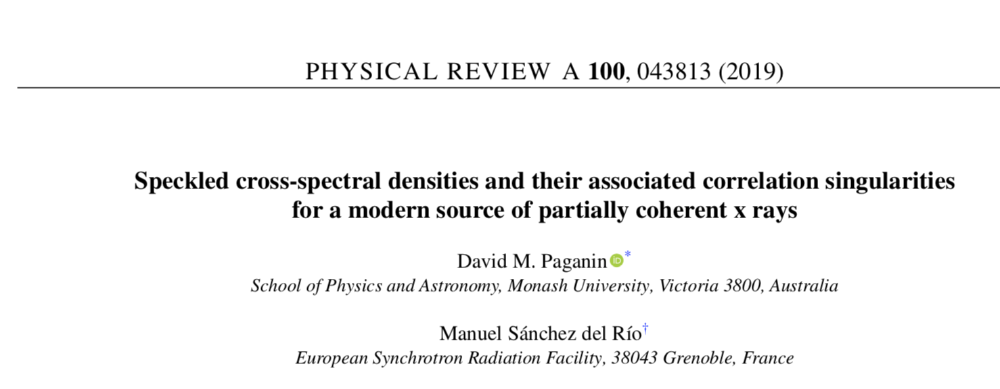 PHYSICAL REVIEW A 100, 043813 (2019)
Speckled cross-spectral densities and their associated correlation singularities
for a modern source of partially coherent x rays
David M. Paganin iD*
School of Physics and Astronomy, Monash University, Victoria 3800, Australia
Manuel Sánchez del Río†
European Synchrotron Radiation Facility, 38043 Grenoble, France